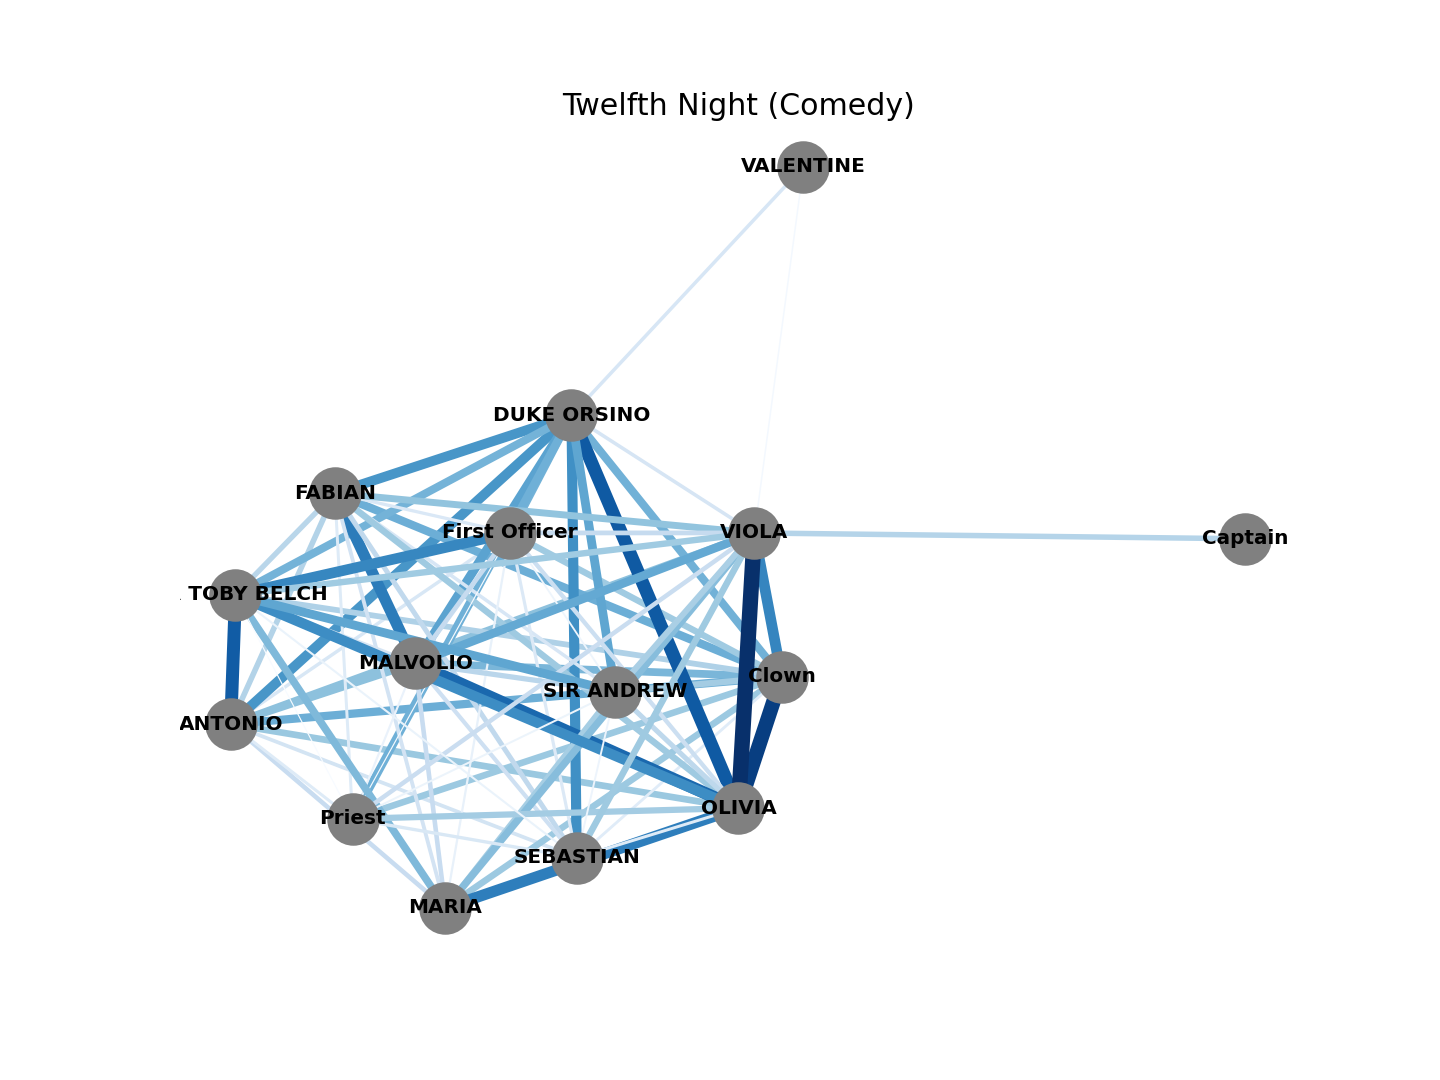 Twelfth Night (Comedy)
VALENTINE
DUKE ORSINO
FABIAN
First Officer
VIOLA
Captain
TOBY BELCH
MALVOLIO
Clown
SIR ANDREW
ANTONIO
OLIVIA
Priest
SEBASTIAN
MARIA